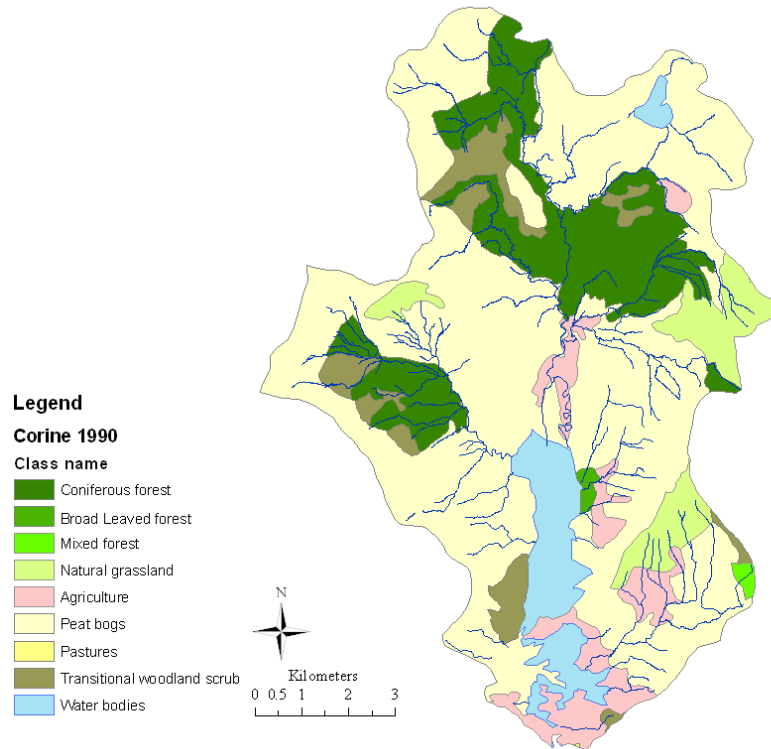 Legend
Corine 1990
Class name
Coniferous forest
Broad Leaved forest
Mixed forest
Natural grassland
Agriculture
Peat bogs
Pastures
Transitional woodland scrub
Water bodies
N
Kilometers
0 0.5 1 2 3